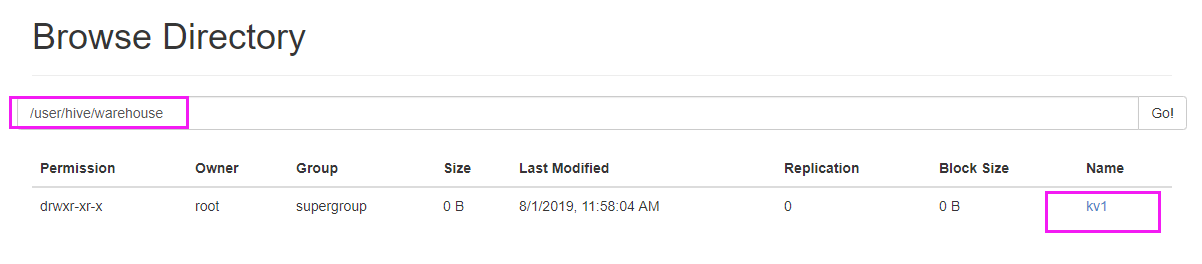 Browse Directory
/user/hive/warehouse Go!
Permission Owner Group Size Last Modified Replication Block Size Name
drwxr-xr-x root supergroup 0 B 8/1/2019, 11:58:04 AM 0 0 B kv1